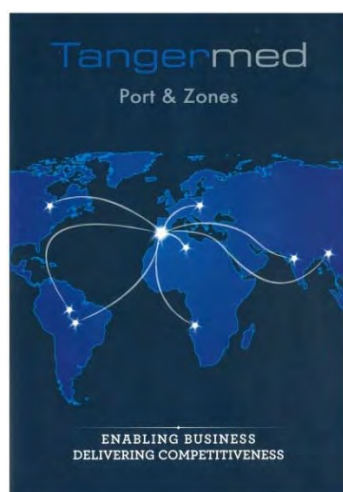 Tangermed
Port & Zones
ENABLING BUSINESS
DELIVERING COMPETITIVENESS